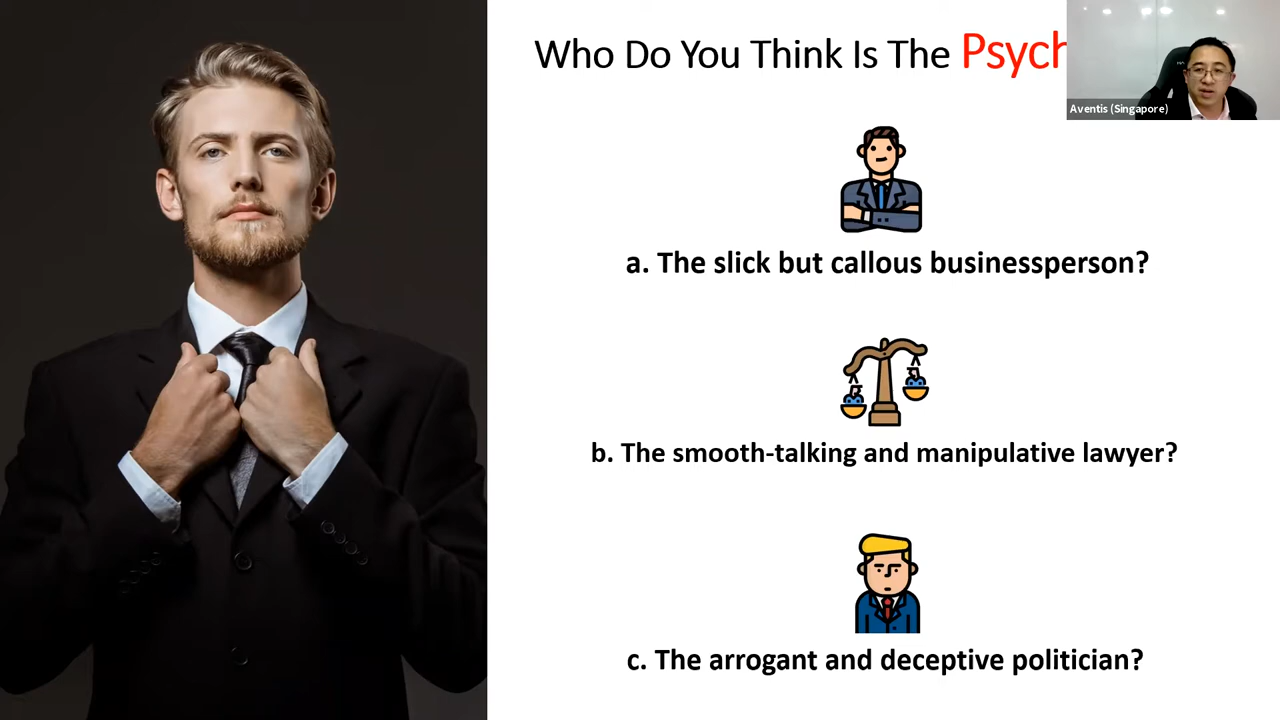 Who Do You Think Is The Psych
Aventis (Singapore)
a. The slick but callous businessperson?
b. The smooth-talking and manipulative lawyer?
c. The arrogant and deceptive politician?